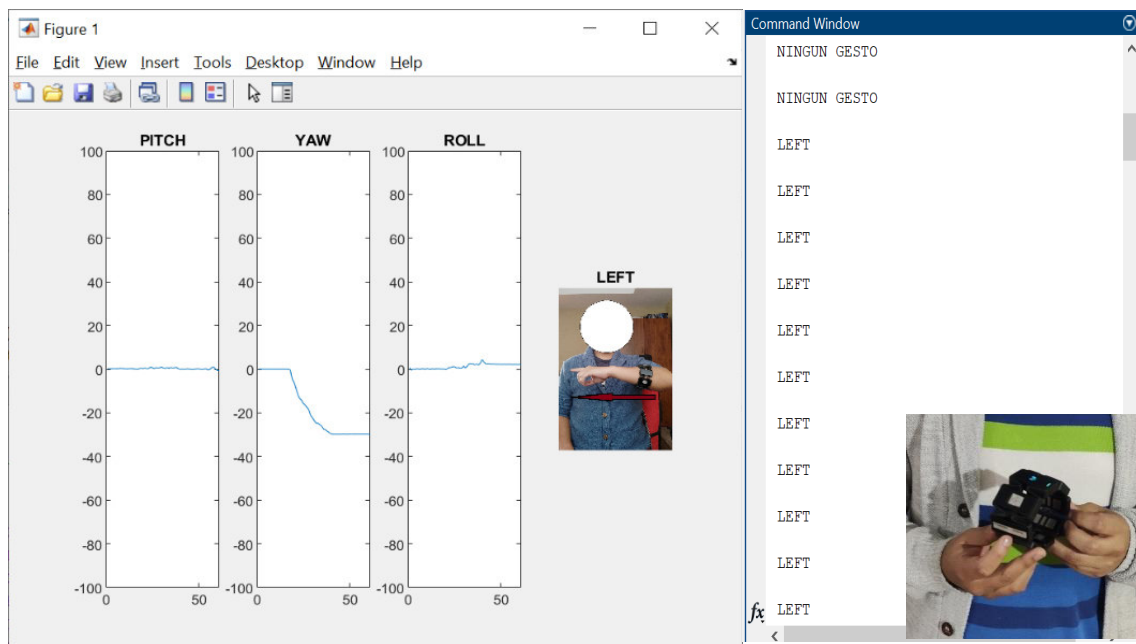 Figure 1
File Edit View Insert Tools Desktop Window Help
PITCH
100
80
60
40
20
0
-20
-40
-60
-80
-100
0 50
YAW
100
80
60
40
20
0
-20
-40
-60
-80
-100
0 50
ROLL
100
80
60
40
20
0
-20
-40
-60
-80
-100
0 50
LEFT
Command Window
NINGUN GESTO
NINGUN GESTO
LEFT
LEFT
LEFT
LEFT
LEFT
LEFT
LEFT
LEFT
LEFT
LEFT
fx LEFT